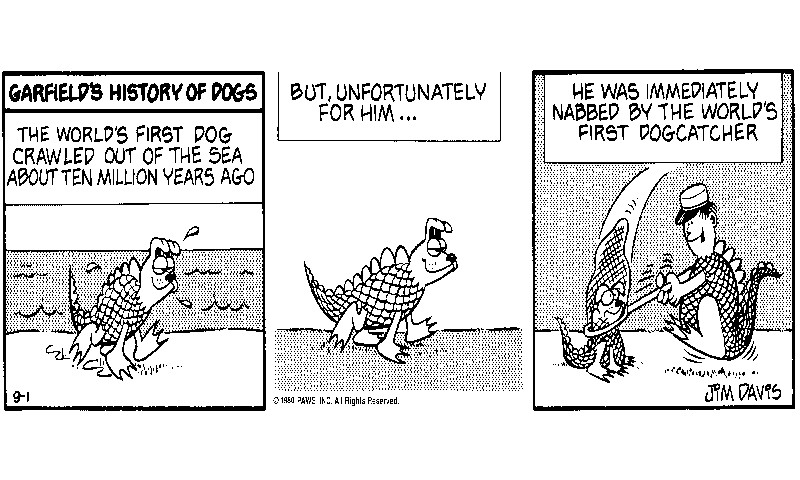 GARFIELD'S HISTORY OF DOGS
THE WORLD'S FIRST DOG
CRAWLED OUT OF THE SEA
ABOUT TEN MILLION YEARS AGO
9-1
BUT, UNFORTUNATELY
FOR HIM...
© 1980 PAWS, INC. All Rights Reserved.
HE WAS IMMEDIATELY
NABBED BY THE WORLD'S
FIRST DOGCATCHER
JIM DAVIS